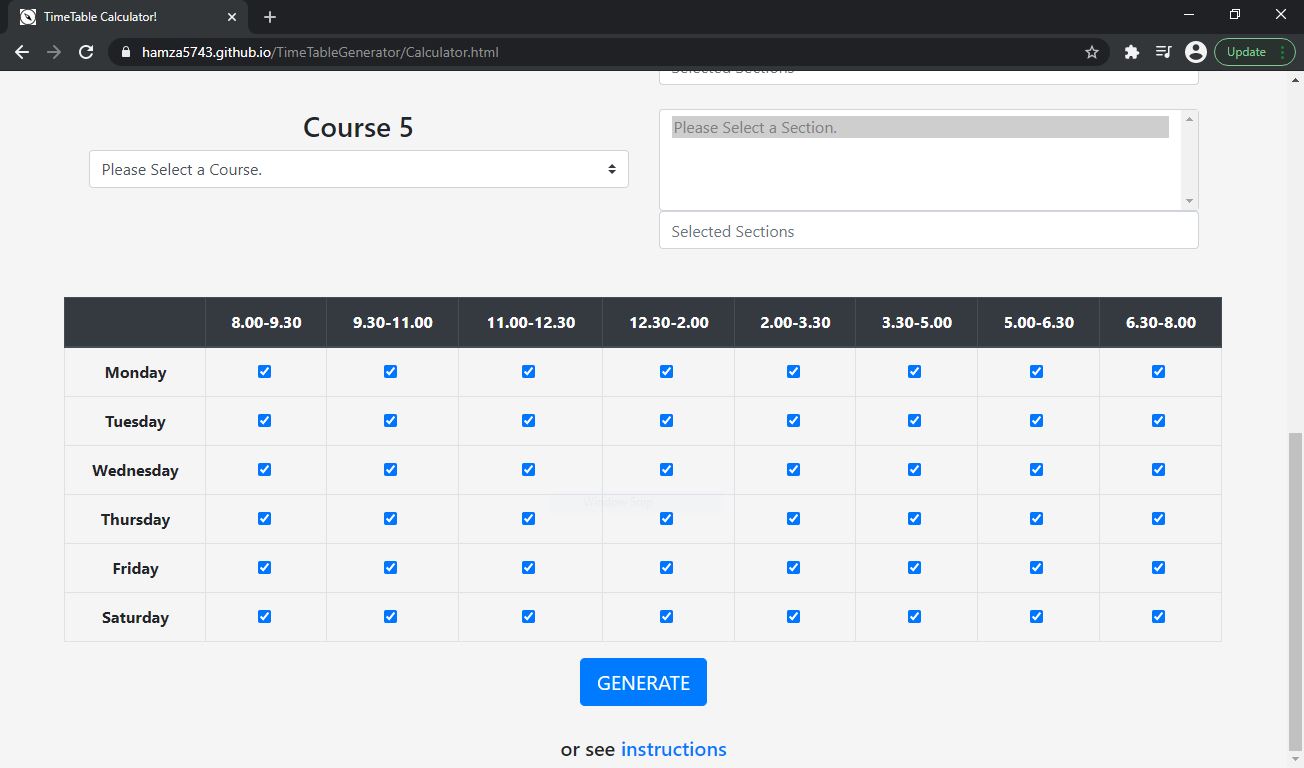 TimeTable Calculator!
Update
hamza5743.github.io/TimeTableGenerator/Calculator.html
Selected Sections
Course 5
Please Select a Section.
Please Select a Course.
Selected Sections
8.00-9.30 9.30-11.00 11.00-12.30 12.30-2.00 2.00-3.30 3.30-5.00 5.00-6.30 6.30-8.00
Monday
Tuesday
Wednesday
Window Snip
Thursday
Friday
Saturday
GENERATE
or see instructions